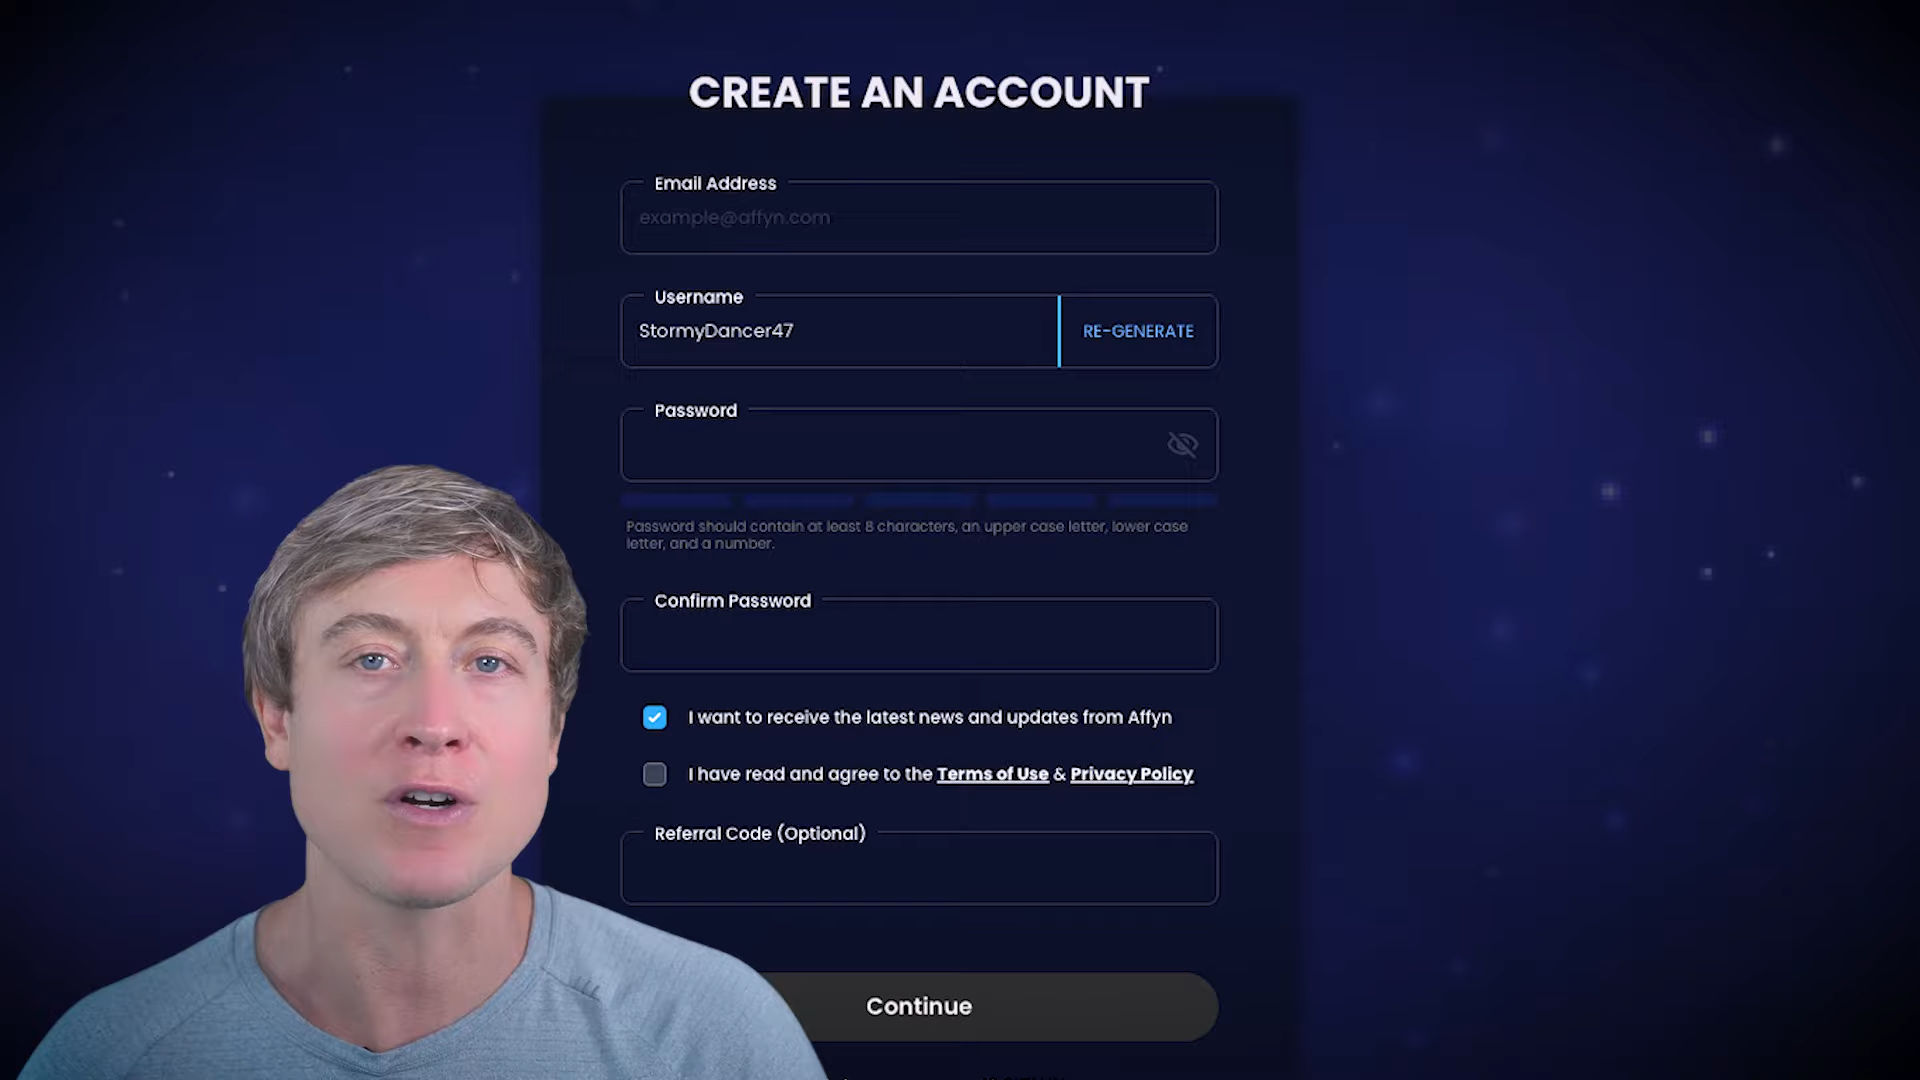 CREATE AN ACCOUNT
Email Address
example@affyn.com
Username
StormyDancer47
RE-GENERATE
Password
Password should contain at least 8 characters, an upper case letter, lower case
letter, and a number.
Confirm Password
I want to receive the latest news and updates from Affyn
I have read and agree to the Terms of Use & Privacy Policy
Referral Code (Optional)
Continue